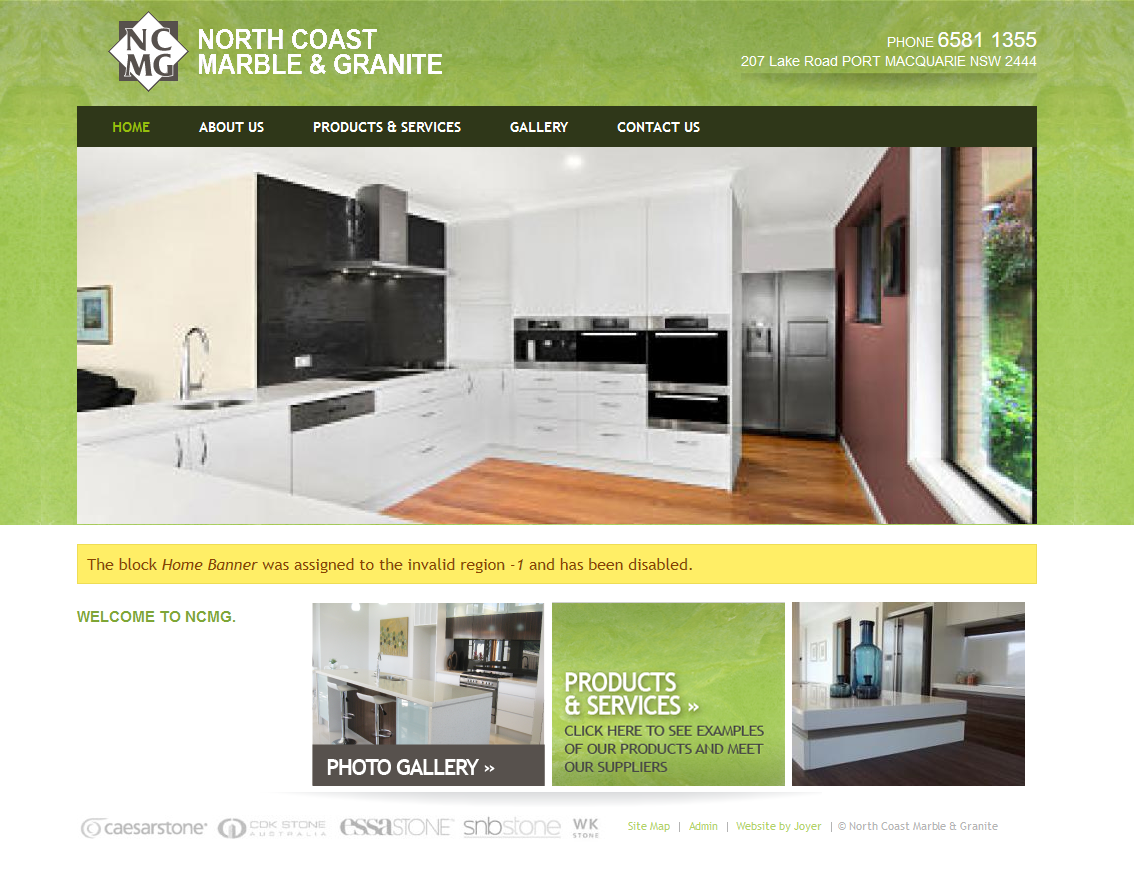 NC
MG
NORTH COAST
MARBLE & GRANITE
PHONE 6581 1355
207 Lake Road PORT MACQUARIE NSW 2444
HOME ABOUT US PRODUCTS & SERVICES GALLERY CONTACT US
The block Home Banner was assigned to the invalid region -1 and has been disabled.
WELCOME TO NCMG.
PHOTO GALLERY »
PRODUCTS
& SERVICES »
CLICK HERE TO SEE EXAMPLES
OF OUR PRODUCTS AND MEET
OUR SUPPLIERS
caesarstone®
CDK STONE
AUSTRALIA
essaSTONE™
snbstone
WK
STONE
Site Map | Admin | Website by Joyer | © North Coast Marble & Granite